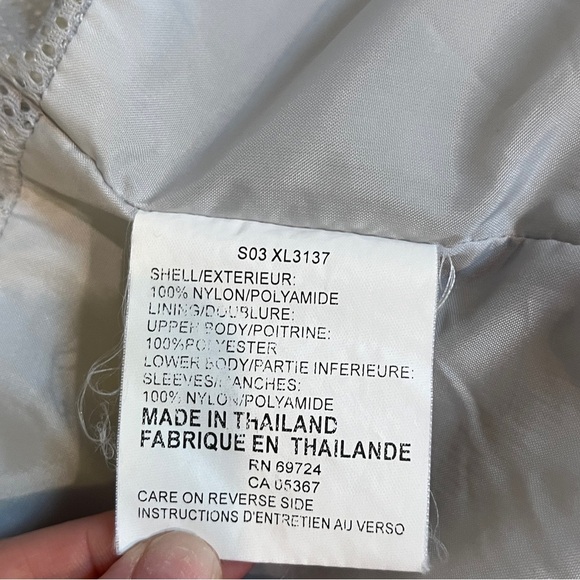 S03 XL3137
SHELL/EXTERIEUR:
100% NYLON/POLYAMIDE
LINING/DOUBLURE:
UPPER BODY/POITRINE:
100%POLYESTER
LOWER BODY/PARTIE INFERIEURE:
SLEEVES/MANCHES:
100% NYLON/POLYAMIDE
MADE IN THAILAND
FABRIQUE EN THAILANDE
RN 69724
CA 05367
CARE ON REVERSE SIDE
INSTRUCTIONS D'ENTRETIEN AU VERSO